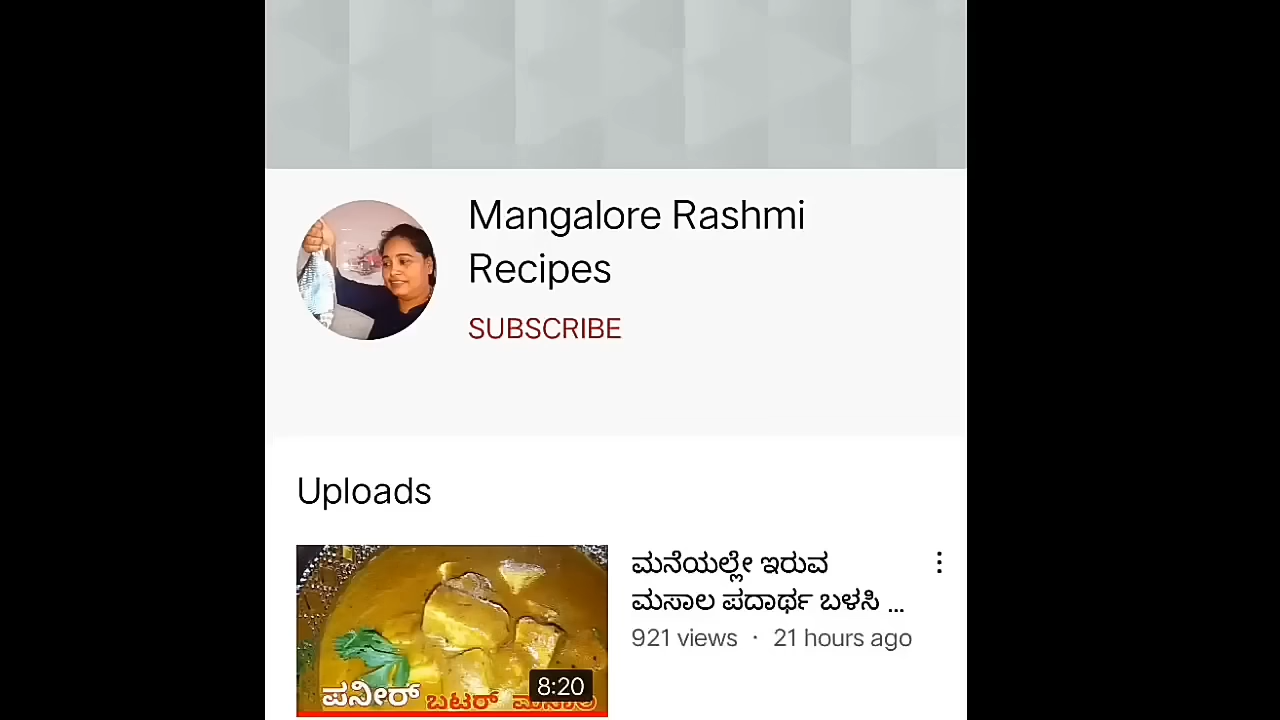 Mangalore Rashmi
Recipes
SUBSCRIBE
Uploads
ಮನೆಯಲ್ಲೇ ಇರುವ
ಮಸಾಲ ಪದಾರ್ಥ ಬಳಸಿ ...
921 views · 21 hours ago
8:20
ಪನೀರ್ ಬಟರ್ ಮಸಾಲ